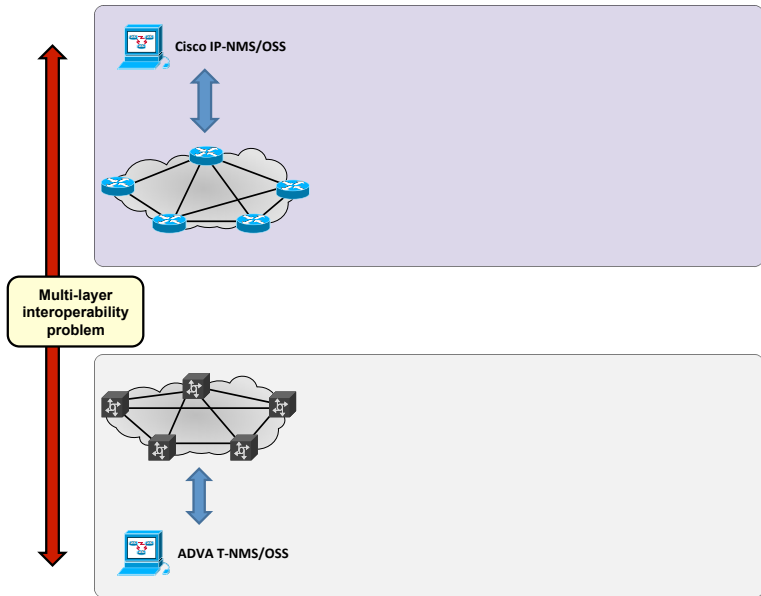 Cisco IP-NMS/OSS
Multi-layer
interoperability
problem
ADVA T-NMS/OSS